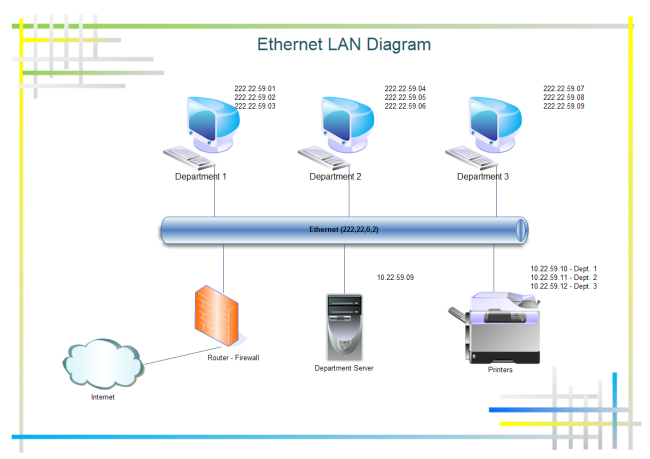 Ethernet LAN Diagram
222.22.59.01
222.22.59.02
222.22.59.03
222.22.59.04
222.22.59.05
222.22.59.06
222.22.59.07
222.22.59.08
222.22.59.09
Department 1
Department 2
Department 3
Ethernet (222,22,0,2)
10.22.59.09
10.22.59.10 - Dept. 1
10.22.59.11 - Dept. 2
10.22.59.12 - Dept. 3
Router - Firewall
Department Server
Printers
Internet